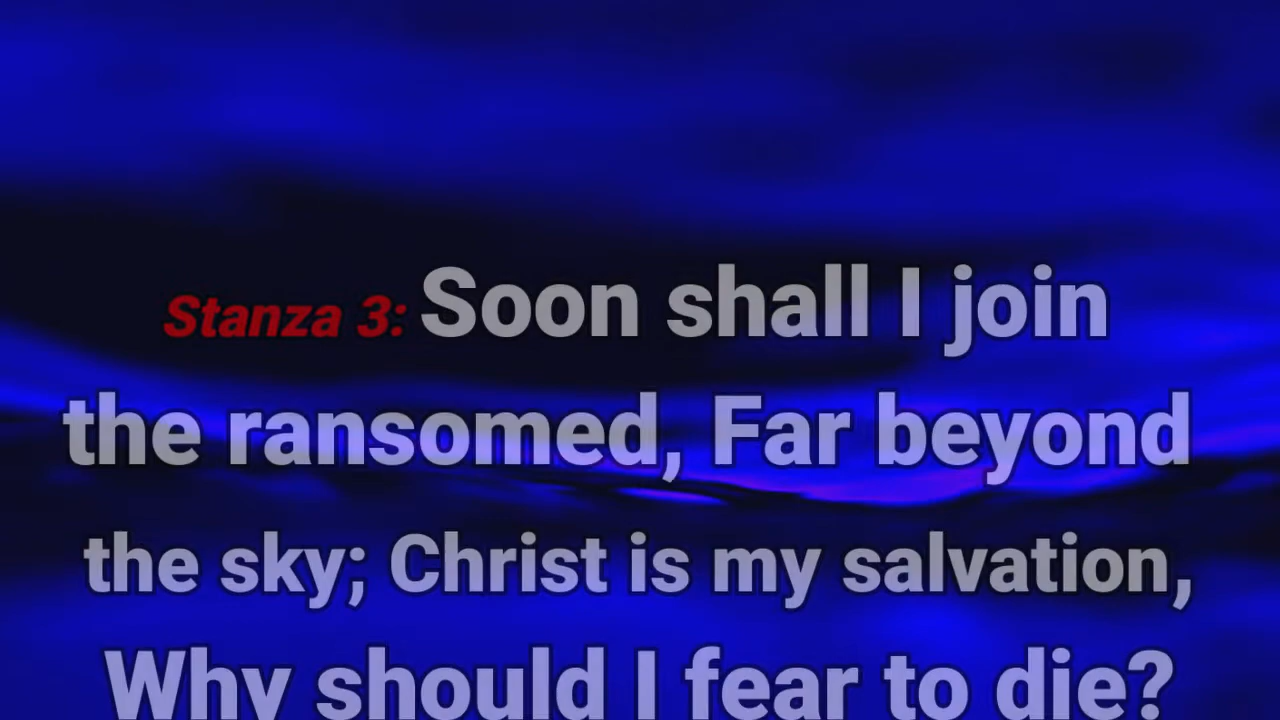 Stanza 3: Soon shall I join
the ransomed, Far beyond
the sky; Christ is my salvation,
Why should I fear to die?